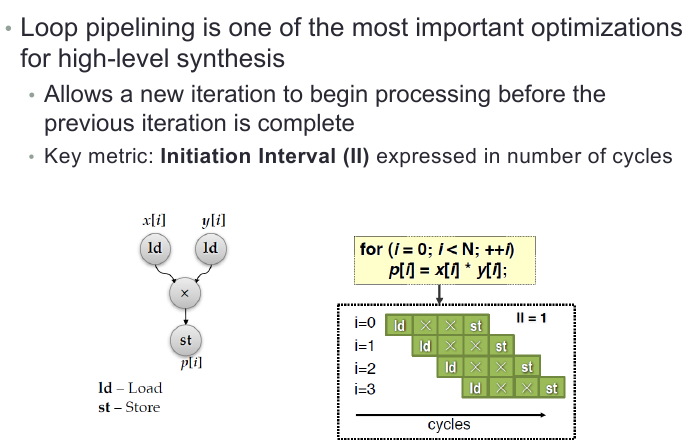 • Loop pipelining is one of the most important optimizations
for high-level synthesis
• Allows a new iteration to begin processing before the
previous iteration is complete
• Key metric: Initiation Interval (II) expressed in number of cycles
x[i] y[i]
ld ld
×
st
p[i]
ld – Load
st – Store
for (i = 0; i < N; ++i)
p[i] = x[i] * y[i];
II = 1
i=0 ld × × st
i=1 ld × × st
i=2 ld × × st
i=3 ld × × st
cycles